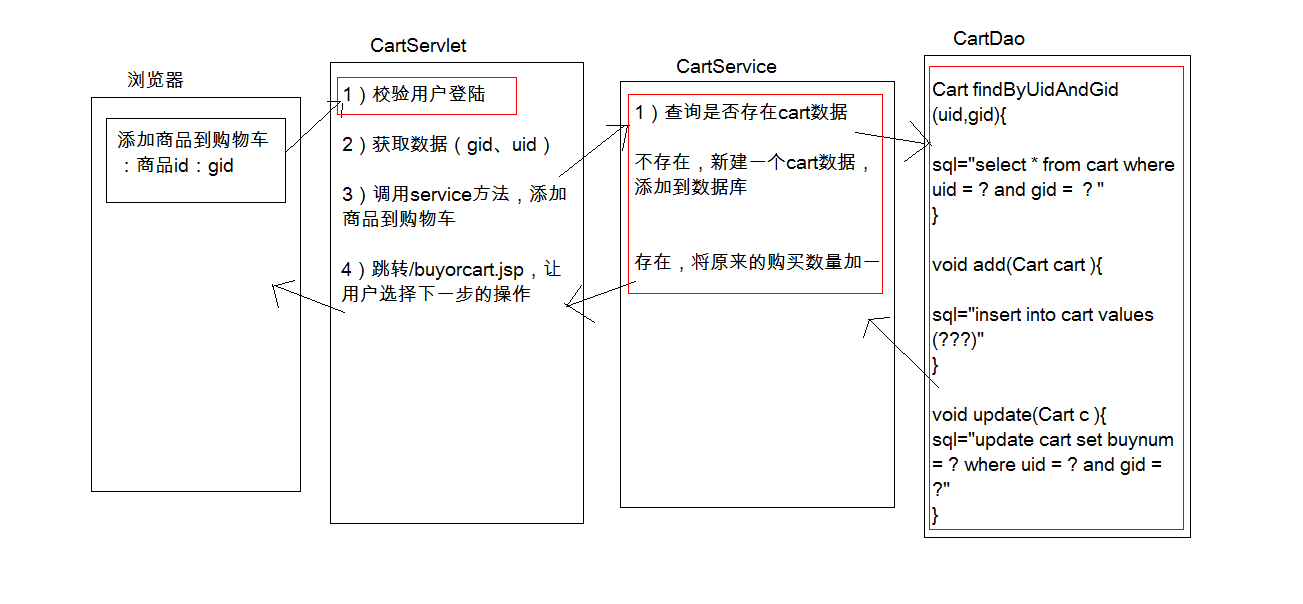 浏览器
添加商品到购物车
：商品id：gid
CartServlet
1）校验用户登陆
2）获取数据（gid、uid）
3）调用service方法，添加
商品到购物车
4）跳转/buyorcart.jsp，让
用户选择下一步的操作
CartService
1）查询是否存在cart数据
不存在，新建一个cart数据，
添加到数据库
存在，将原来的购买数量加一
CartDao
Cart findByUidAndGid
(uid,gid){
sql="select * from cart where
uid = ? and gid = ？"
}
void add(Cart cart ){
sql="insert into cart values
(???)"
}
void update(Cart c ){
sql="update cart set buynum
= ? where uid = ? and gid =
?"
}